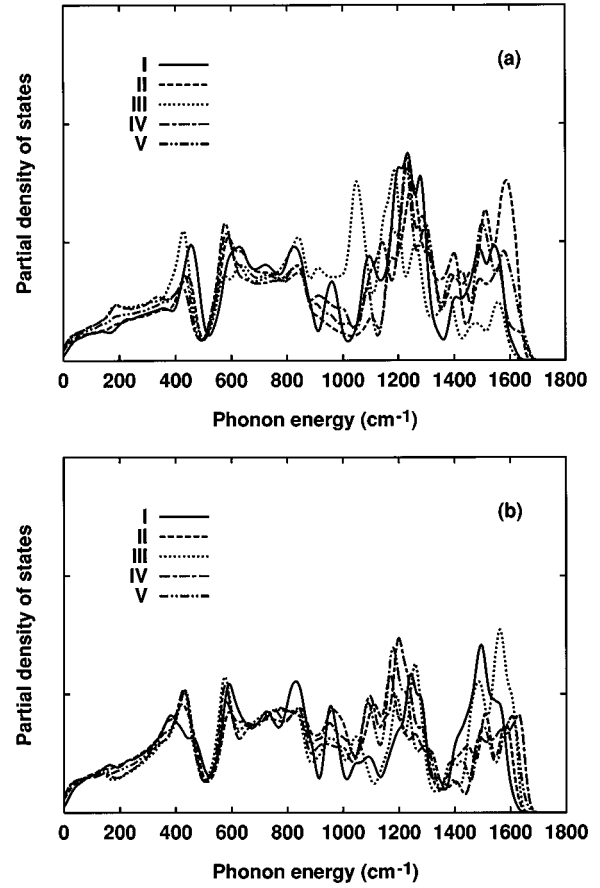 (a)
I
II
III
IV
V
Partial density of states
0 200 400 600 800 1000 1200 1400 1600 1800
Phonon energy (cm-1)
(b)
I
II
III
IV
V
Partial density of states
0 200 400 600 800 1000 1200 1400 1600 1800
Phonon energy (cm-1)